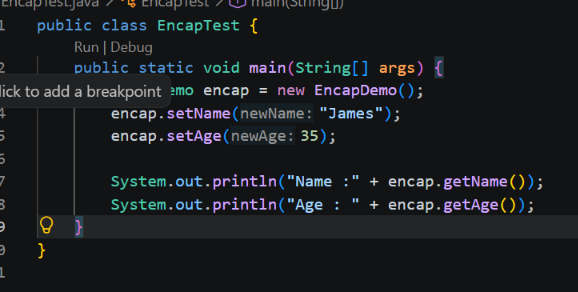 EncapTest.java > EncapTest > main(String[])
1 public class EncapTest {
Run | Debug
2 public static void main(String[] args) {
lick to add a breakpoint emo encap = new EncapDemo();
4 encap.setName(newName: "James");
5 encap.setAge(newAge: 35);
6
7 System.out.println("Name :" + encap.getName());
8 System.out.println("Age : " + encap.getAge());
9 }
0 }
1